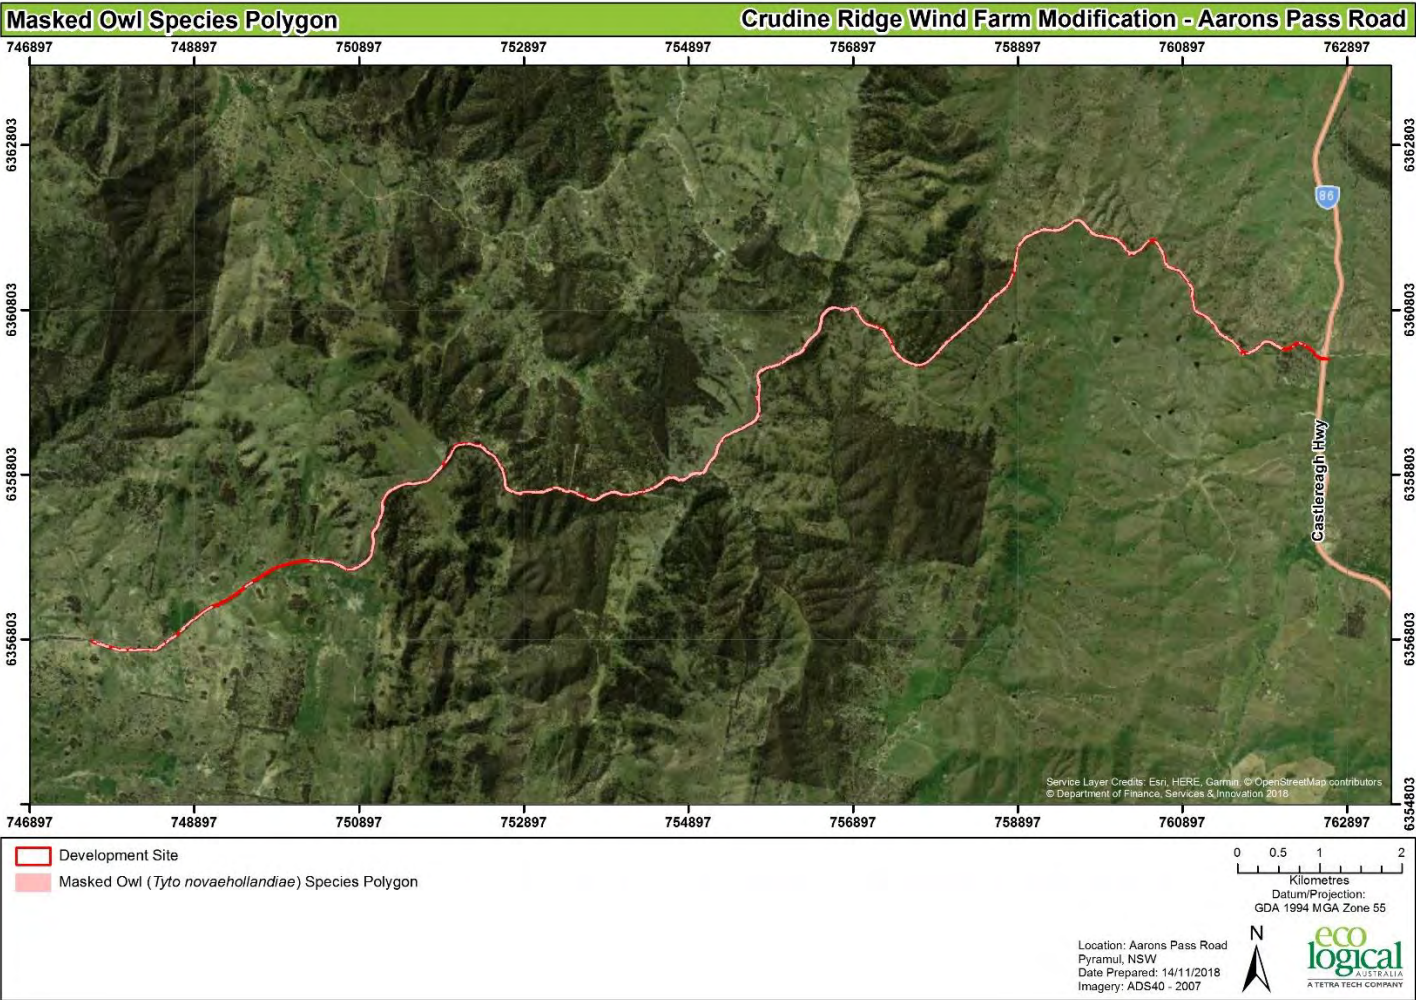 Masked Owl Species Polygon
Crudine Ridge Wind Farm Modification - Aarons Pass Road
746897 748897 750897 752897 754897 756897 758897 760897 762897
6362803
6362803
86
6360803
6360803
Castlereagh Hwy
6358803
6358803
6356803
6356803
Service Layer Credits: Esri, HERE, Garmin, © OpenStreetMap contributors
© Department of Finance, Services & Innovation 2018
6354803
746897 748897 750897 752897 754897 756897 758897 760897 762897
Development Site
Masked Owl (Tyto novaehollandiae) Species Polygon
0 0.5 1 2
Kilometres
Datum/Projection:
GDA 1994 MGA Zone 55
N
Location: Aarons Pass Road
Pyramul, NSW
Date Prepared: 14/11/2018
Imagery: ADS40 - 2007
eco
logical
AUSTRALIA
A TETRA TECH COMPANY